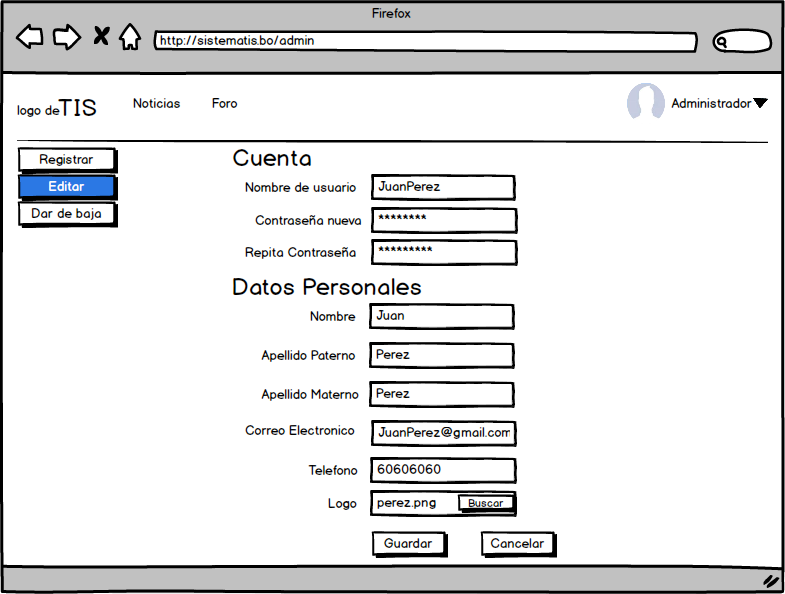 Firefox
http://sistematis.bo/admin
logo de TIS Noticias Foro Administrador
Registrar
Editar
Dar de baja
Cuenta
Nombre de usuario JuanPerez
Contraseña nueva ********
Repita Contraseña *********
Datos Personales
Nombre Juan
Apellido Paterno Perez
Apellido Materno Perez
Correo Electronico JuanPerez@gmail.com
Telefono 60606060
Logo perez.png Buscar
Guardar Cancelar